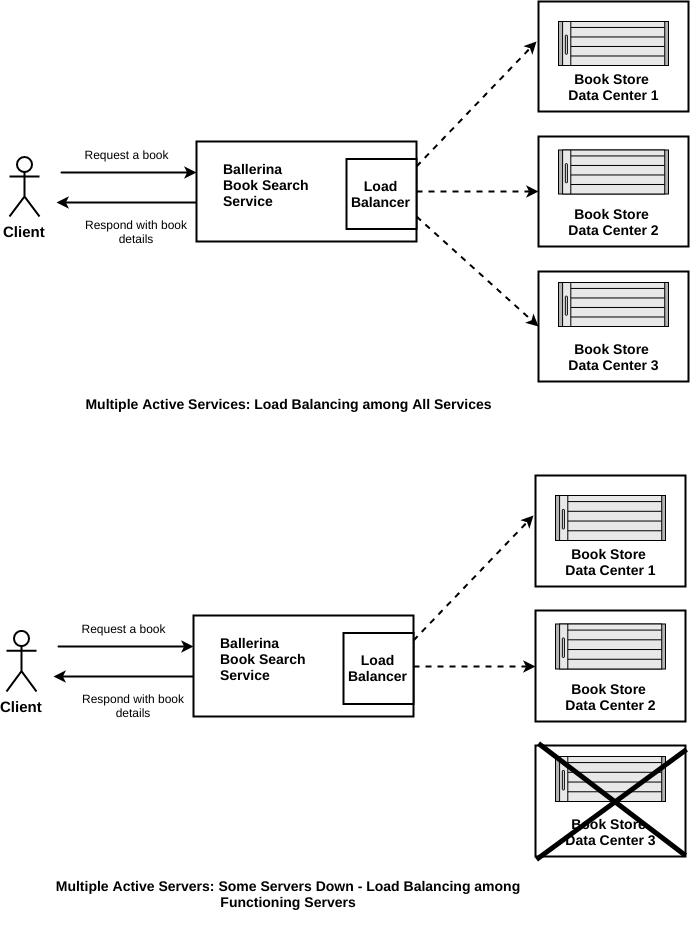 Book Store
Data Center 1
Request a book
Ballerina
Book Search
Service
Load
Balancer
Book Store
Data Center 2
Client
Respond with book
details
Book Store
Data Center 3
Multiple Active Services: Load Balancing among All Services
Book Store
Data Center 1
Request a book
Ballerina
Book Search
Service
Load
Balancer
Book Store
Data Center 2
Client
Respond with book
details
Book Store
Data Center 3
Multiple Active Servers: Some Servers Down - Load Balancing among
Functioning Servers